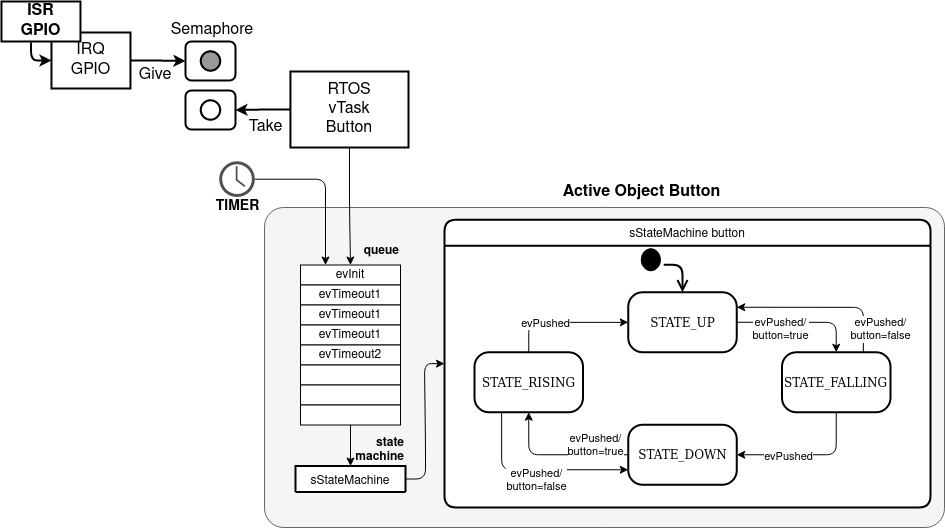 ISR
GPIO
IRQ
GPIO
Give
Semaphore
Take
RTOS
vTask
Button
TIMER
Active Object Button
queue
evInit
evTimeout1
evTimeout1
evTimeout1
evTimeout2
state
machine
sStateMachine
sStateMachine button
STATE_UP
evPushed
evPushed/
button=true
evPushed/
button=false
STATE_RISING
STATE_FALLING
evPushed/
button=true
STATE_DOWN
evPushed
evPushed/
button=false